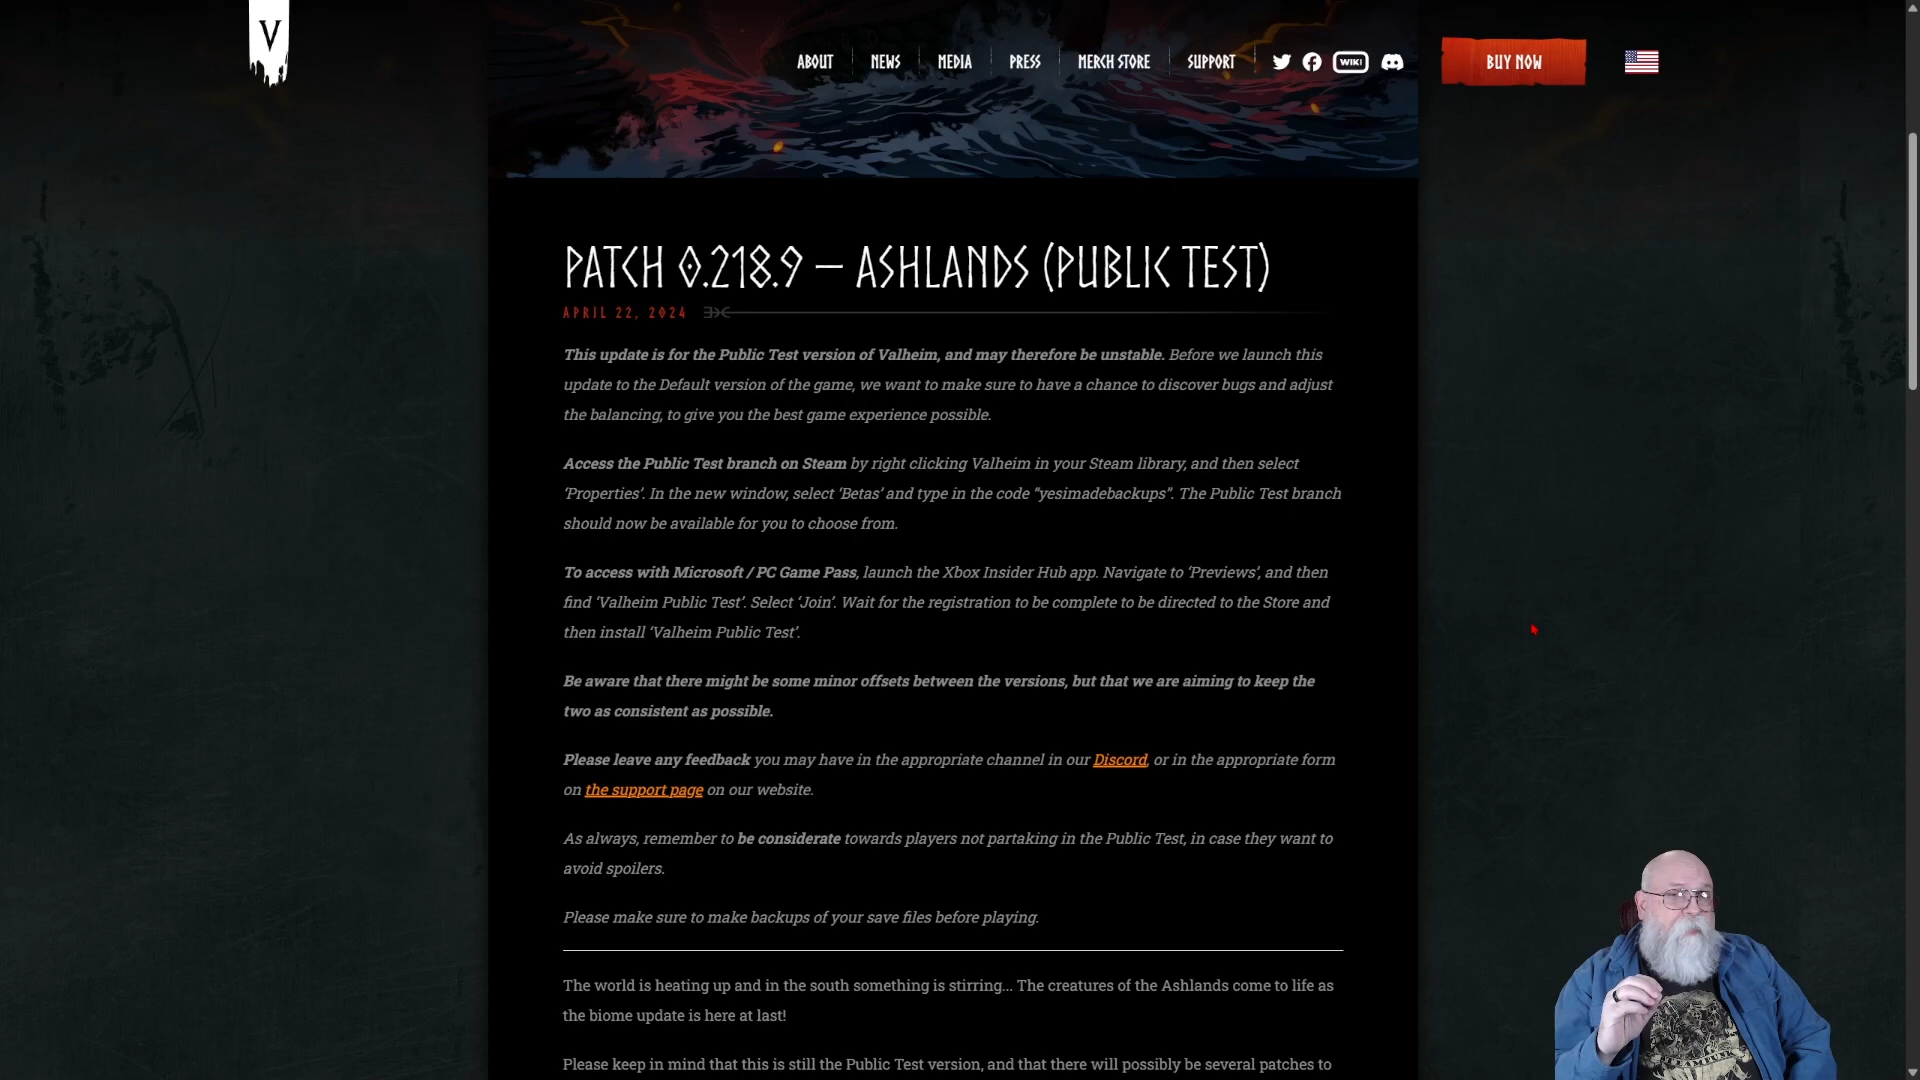 V
ABOUT NEWS MEDIA PRESS MERCH STORE SUPPORT WIKI BUY NOW
PATCH 0.218.9 – ASHLANDS (PUBLIC TEST)
APRIL 22, 2024
This update is for the Public Test version of Valheim, and may therefore be unstable. Before we launch this
update to the Default version of the game, we want to make sure to have a chance to discover bugs and adjust
the balancing, to give you the best game experience possible.
Access the Public Test branch on Steam by right clicking Valheim in your Steam library, and then select
‘Properties’. In the new window, select ‘Betas’ and type in the code “yesimadebackups”. The Public Test branch
should now be available for you to choose from.
To access with Microsoft / PC Game Pass, launch the Xbox Insider Hub app. Navigate to ‘Previews’, and then
find ‘Valheim Public Test’. Select ‘Join’. Wait for the registration to be complete to be directed to the Store and
then install ‘Valheim Public Test’.
Be aware that there might be some minor offsets between the versions, but that we are aiming to keep the
two as consistent as possible.
Please leave any feedback you may have in the appropriate channel in our Discord, or in the appropriate form
on the support page on our website.
As always, remember to be considerate towards players not partaking in the Public Test, in case they want to
avoid spoilers.
Please make sure to make backups of your save files before playing.
The world is heating up and in the south something is stirring… The creatures of the Ashlands come to life as
the biome update is here at last!
Please keep in mind that this is still the Public Test version, and that there will possibly be several patches to